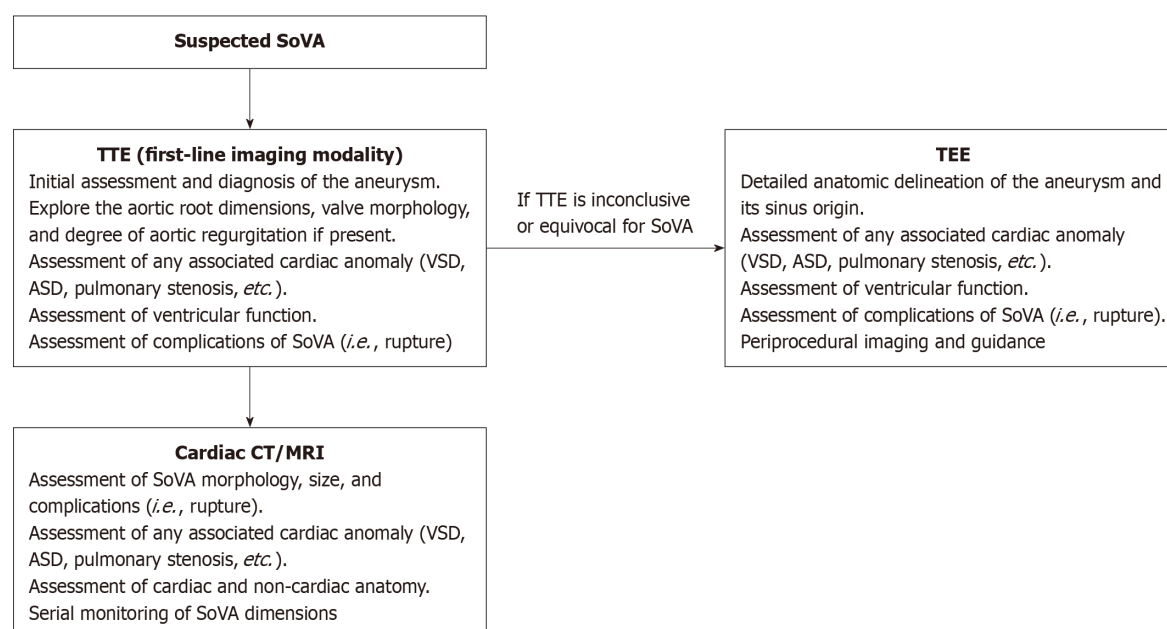 Suspected SoVA
TTE (first-line imaging modality)
Initial assessment and diagnosis of the aneurysm.
Explore the aortic root dimensions, valve morphology,
and degree of aortic regurgitation if present.
Assessment of any associated cardiac anomaly (VSD,
ASD, pulmonary stenosis, etc.).
Assessment of ventricular function.
Assessment of complications of SoVA (i.e., rupture)
If TTE is inconclusive
or equivocal for SoVA
TEE
Detailed anatomic delineation of the aneurysm and
its sinus origin.
Assessment of any associated cardiac anomaly
(VSD, ASD, pulmonary stenosis, etc.).
Assessment of ventricular function.
Assessment of complications of SoVA (i.e., rupture).
Periprocedural imaging and guidance
Cardiac CT/MRI
Assessment of SoVA morphology, size, and
complications (i.e., rupture).
Assessment of any associated cardiac anomaly (VSD,
ASD, pulmonary stenosis, etc.).
Assessment of cardiac and non-cardiac anatomy.
Serial monitoring of SoVA dimensions